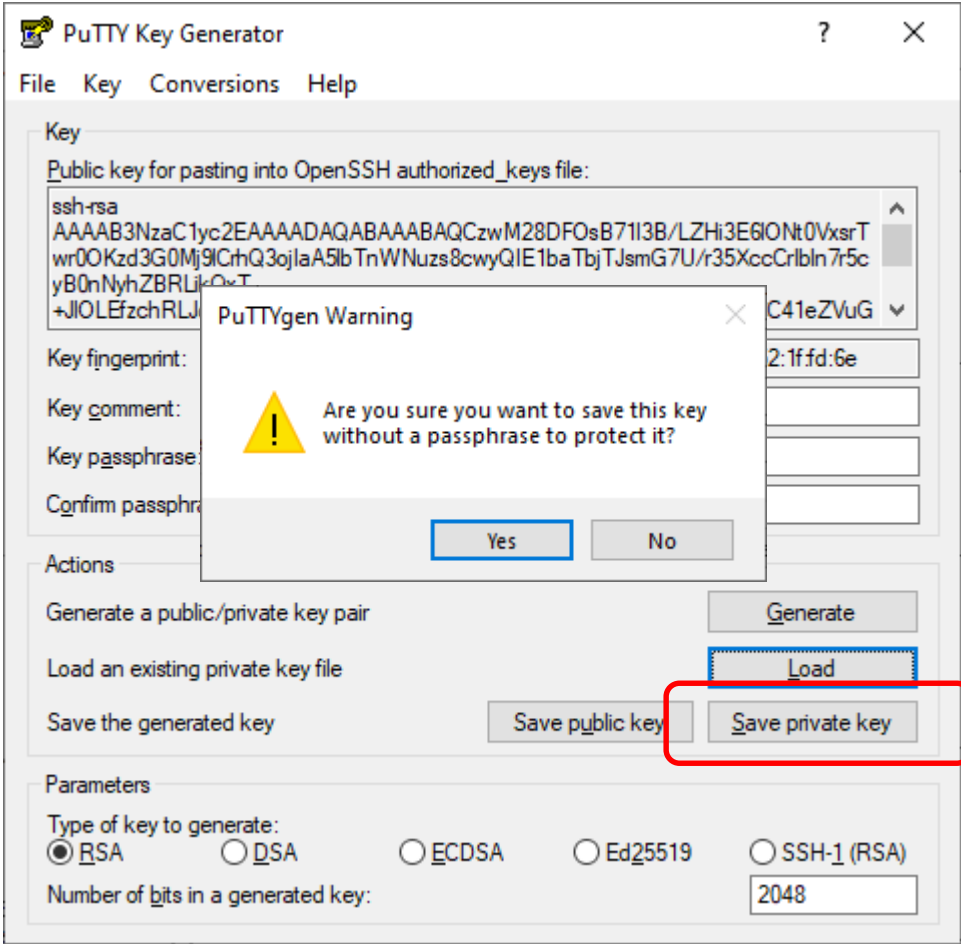 PuTTY Key Generator
?
File Key Conversions Help
Key
Public key for pasting into OpenSSH authorized_keys file:
ssh-rsa
AAAAB3NzaC1yc2EAAAADAQABAAABAQCzwM28DFOsB71I3B/LZHi3E6lONt0VxsrT
wr0OKzd3G0Mj9lCrhQ3ojIaA5lbTnWNuzs8cwyQIE1baTbjTJsmG7U/r35XccCrlbln7r5c
C41eZVuG
PuTTYgen Warning
Are you sure you want to save this key
without a passphrase to protect it?
Yes No
Key fingerprint: 2:1f:fd:6e
Key comment:
Key passphrase:
Confirm
Actions
Generate a public/private key pair Generate
Load an existing private key file Load
Save the generated key Save public key Save private key
Parameters
Type of key to generate:
RSA DSA ECDSA Ed25519 SSH-1 (RSA)
Number of bits in a generated key: 2048